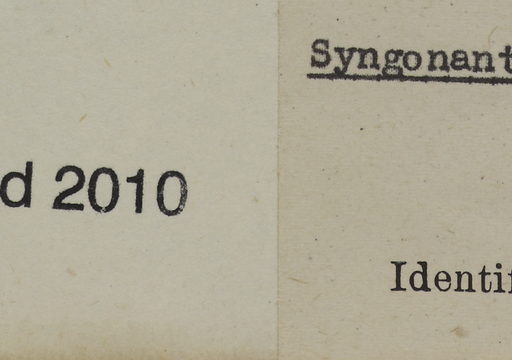 d 2010
Syngonant
Identif